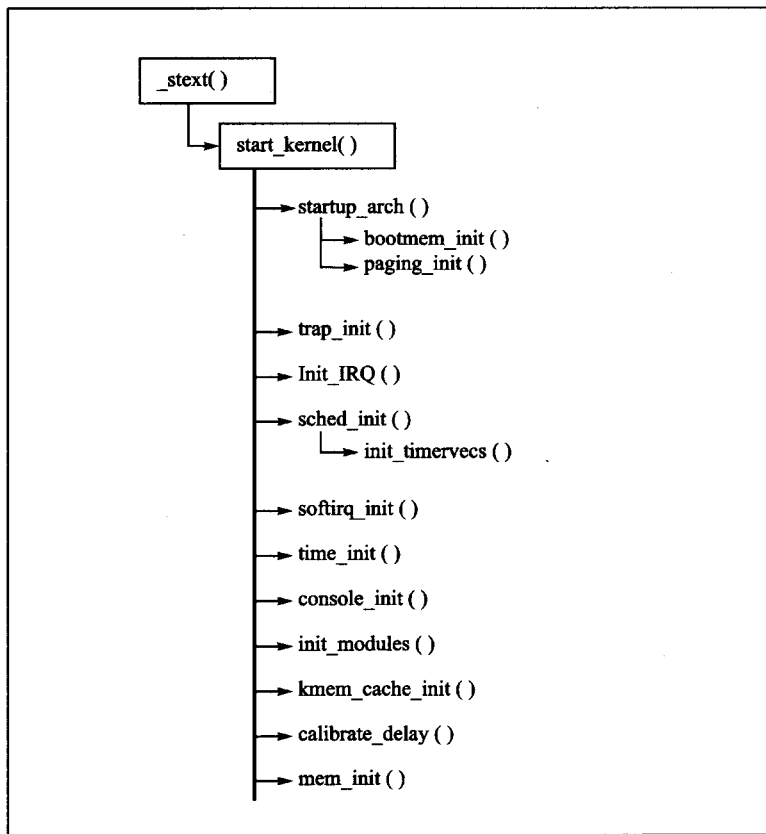 _stext( )
start_kernel( )
startup_arch ( )
bootmem_init ( )
paging_init ( )
trap_init ( )
Init_IRQ ( )
sched_init ( )
init_timervecs ( )
softirq_init ( )
time_init ( )
console_init ( )
init_modules ( )
kmem_cache_init ( )
calibrate_delay ( )
mem_init ( )